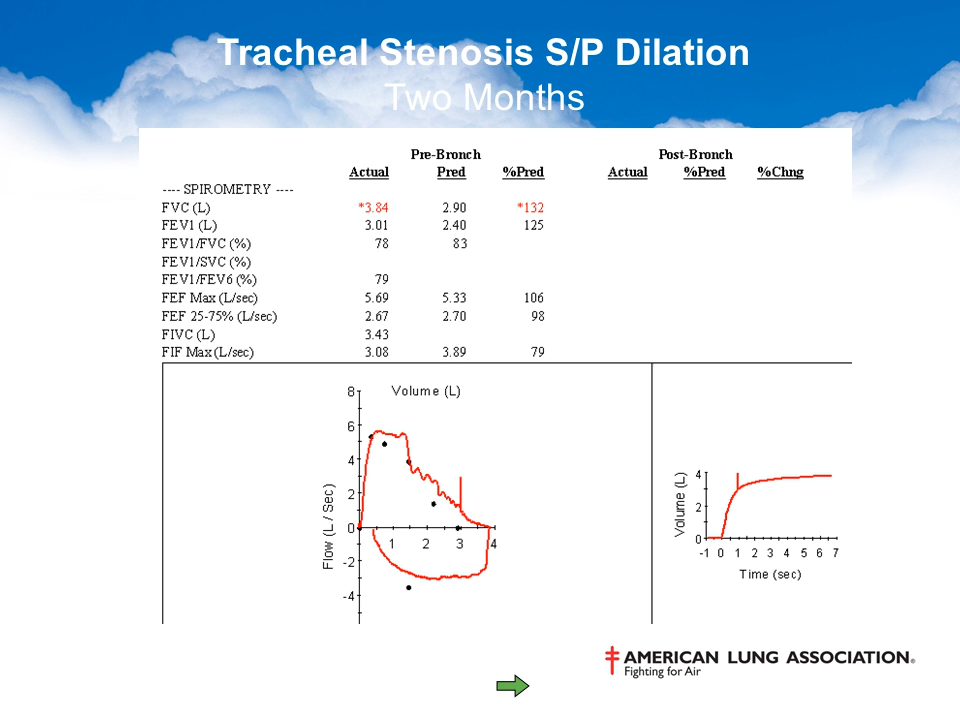 Tracheal Stenosis S/P Dilation
Two Months
Pre-Bronch Post-Bronch
Actual Pred %Pred Actual %Pred %Chng
---- SPIROMETRY ----
FVC (L) *3.84 2.90 *132
FEV1 (L) 3.01 2.40 125
FEV1/FVC (%) 78 83
FEV1/SVC (%)
FEV1/FEV6 (%) 79
FEF Max (L/sec) 5.69 5.33 106
FEF 25-75% (L/sec) 2.67 2.70 98
FIVC (L) 3.43
FIF Max (L/sec) 3.08 3.89 79
Volume (L)
8
6
4
2
0
-2
-4
Flow (L / Sec)
1 2 3 4
Volume (L)
4
2
0
-1 0 1 2 3 4 5 6 7
Time (sec)
AMERICAN LUNG ASSOCIATION®
Fighting for Air